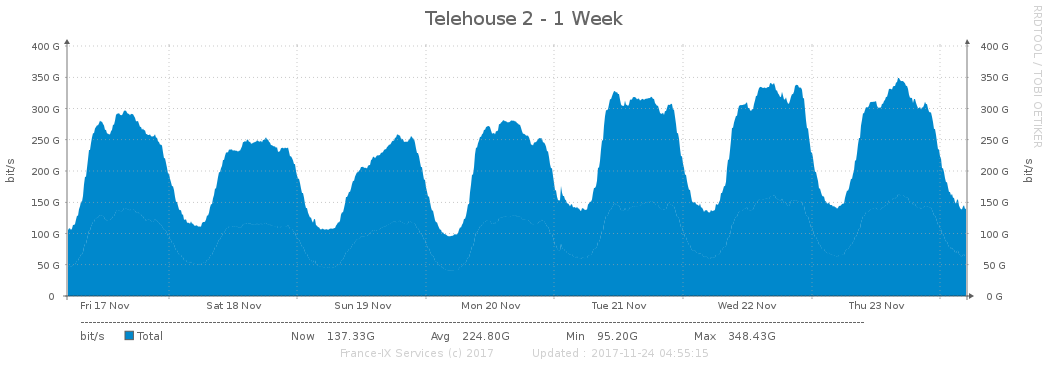 Telehouse 2 - 1 Week
RRDTOOL / TOBI OETIKER
400 G 400 G
350 G 350 G
300 G 300 G
250 G 250 G
200 G 200 G
150 G 150 G
100 G 100 G
50 G 50 G
0 0 G
bit/s bit/s
Fri 17 Nov Sat 18 Nov Sun 19 Nov Mon 20 Nov Tue 21 Nov Wed 22 Nov Thu 23 Nov
bit/s Total Now 137.33G Avg 224.80G Min 95.20G Max 348.43G
France-IX Services (c) 2017 Updated : 2017-11-24 04:55:15